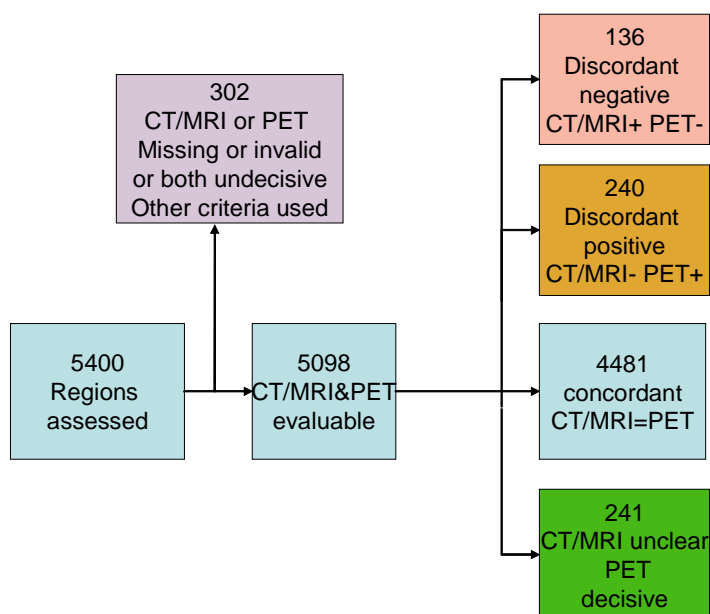 302
CT/MRI or PET
Missing or invalid
or both undecisive
Other criteria used
5400
Regions
assessed
5098
CT/MRI&PET
evaluable
136
Discordant
negative
CT/MRI+ PET-
240
Discordant
positive
CT/MRI- PET+
4481
concordant
CT/MRI=PET
241
CT/MRI unclear
PET
decisive